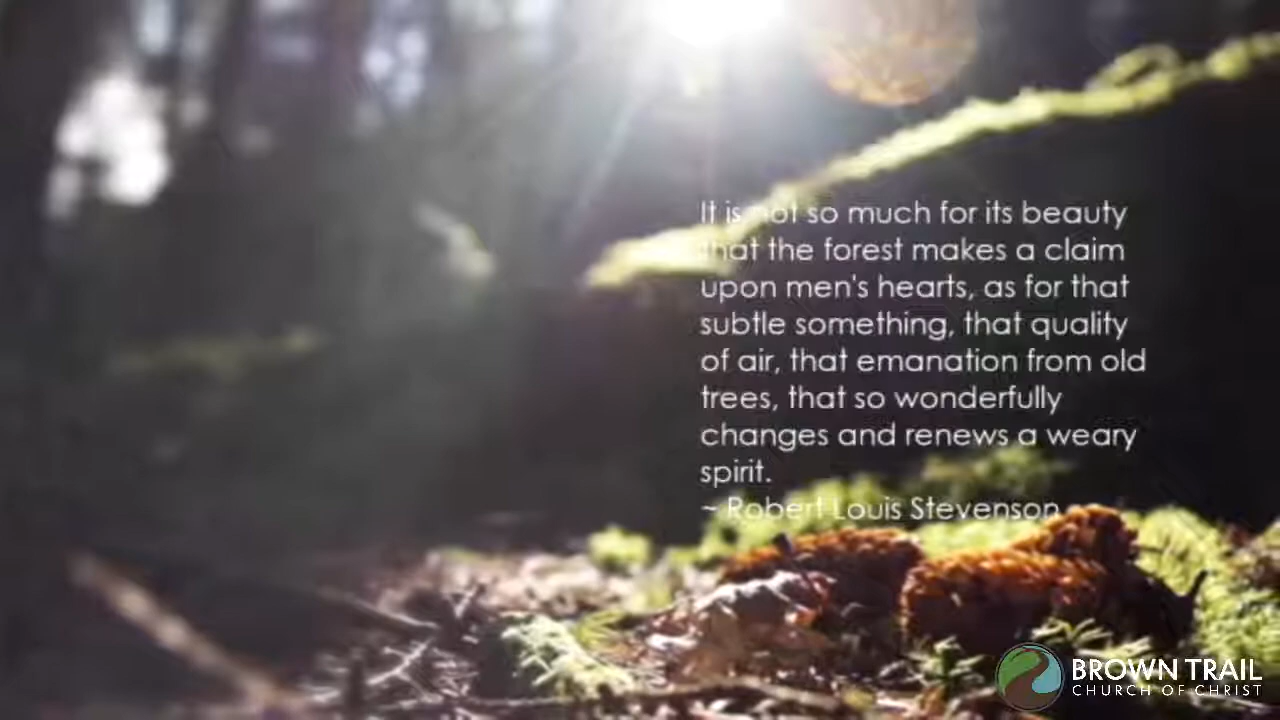 It is not so much for its beauty
that the forest makes a claim
upon men's hearts, as for that
subtle something, that quality
of air, that emanation from old
trees, that so wonderfully
changes and renews a weary
spirit.
~ Robert Louis Stevenson
BROWN TRAIL
CHURCH OF CHRIST